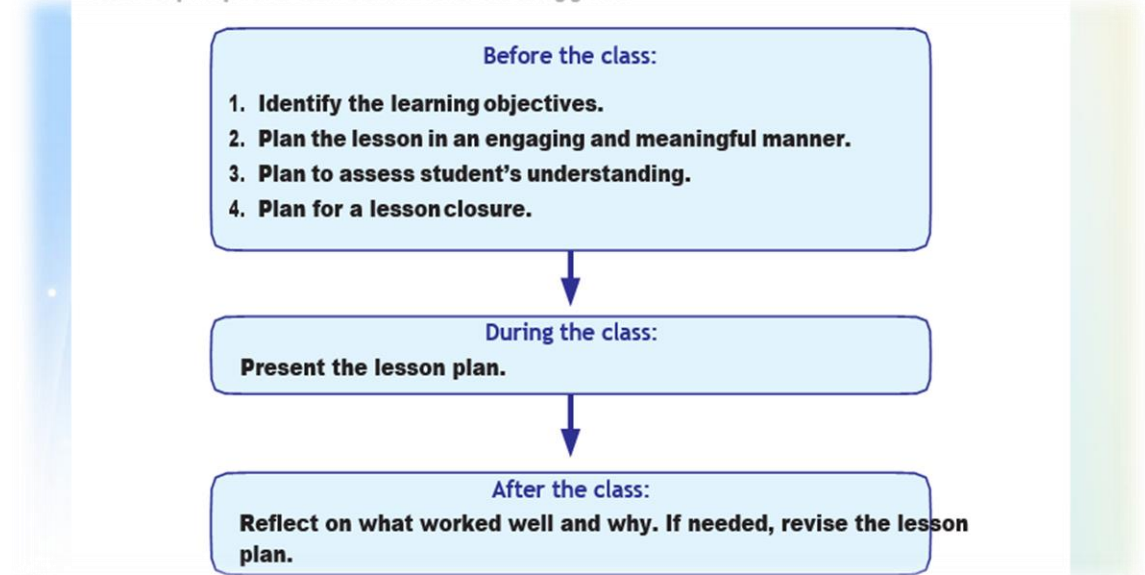 Before the class:
1. Identify the learning objectives.
2. Plan the lesson in an engaging and meaningful manner.
3. Plan to assess student's understanding.
4. Plan for a lesson closure.
During the class:
Present the lesson plan.
After the class:
Reflect on what worked well and why. If needed, revise the lesson
plan.